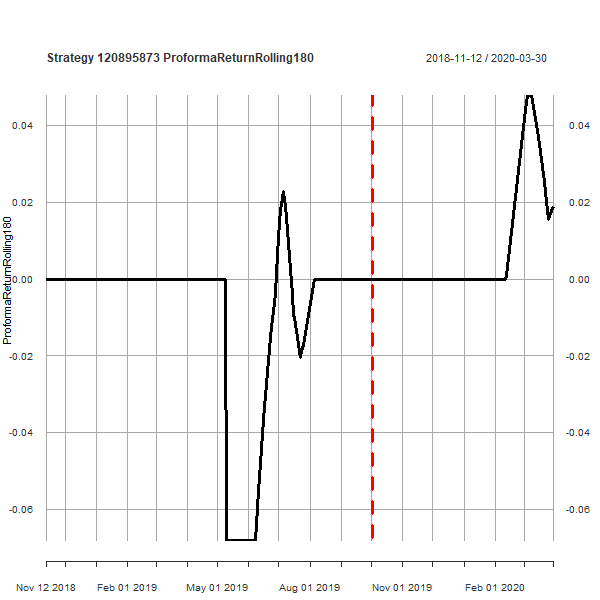 Strategy 120895873 ProformaReturnRolling180
2018-11-12 / 2020-03-30
ProformaReturnRolling180
0.04 0.04
0.02 0.02
0.00 0.00
-0.02 -0.02
-0.04 -0.04
-0.06 -0.06
Nov 12 2018 Feb 01 2019 May 01 2019 Aug 01 2019 Nov 01 2019 Feb 01 2020